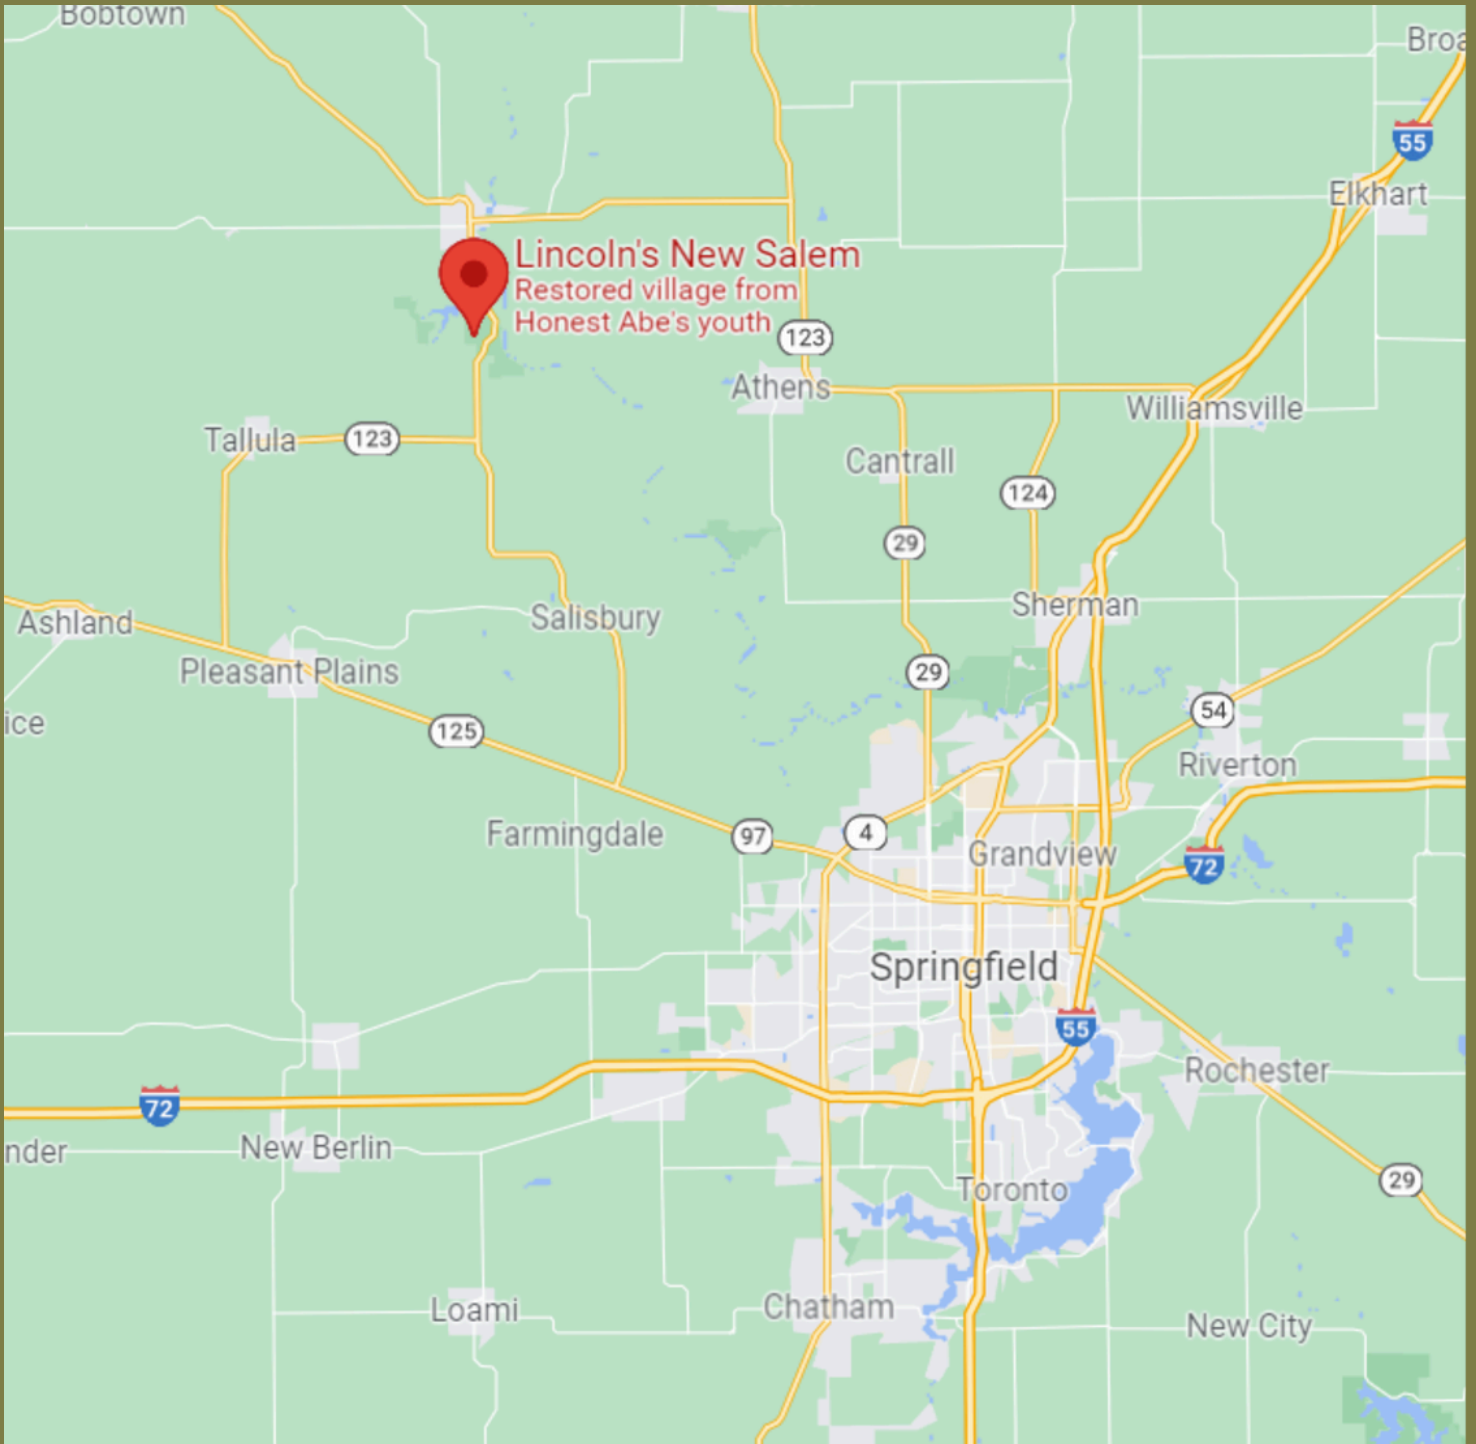 Bobtown
Broa
55
Elkhart
Lincoln's New Salem
Restored village from
Honest Abe's youth
123
Athens
Williamsville
Tallula
123
Cantrall
124
29
Ashland
Salisbury
Sherman
Pleasant Plains
29
ice
125
54
Riverton
Farmingdale
97
4
Grandview
72
Springfield
55
Rochester
72
nder
New Berlin
Toronto
29
Loami
Chatham
New City